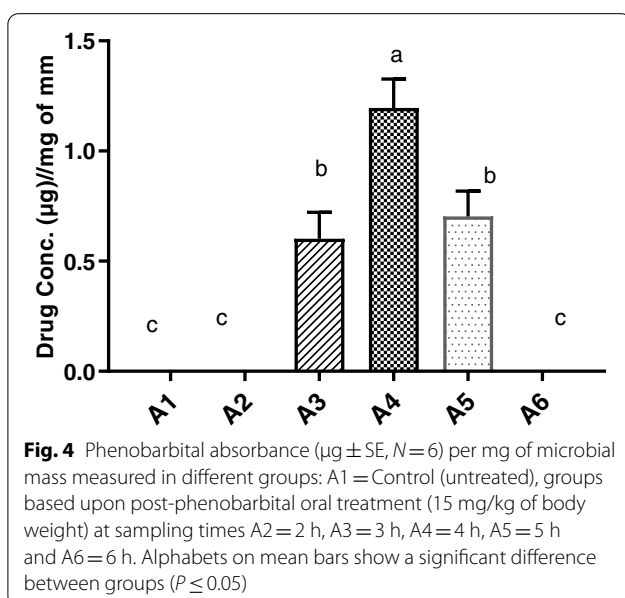 1.5
1.0
0.5
0.0
Drug Conc. (µg)//mg of mm
c
c
b
a
b
c
A1
A2
A3
A4
A5
A6
Fig. 4 Phenobarbital absorbance (µg ± SE, N = 6) per mg of microbial
mass measured in different groups: A1 = Control (untreated), groups
based upon post-phenobarbital oral treatment (15 mg/kg of body
weight) at sampling times A2 = 2 h, A3 = 3 h, A4 = 4 h, A5 = 5 h
and A6 = 6 h. Alphabets on mean bars show a significant difference
between groups (P ≤ 0.05)